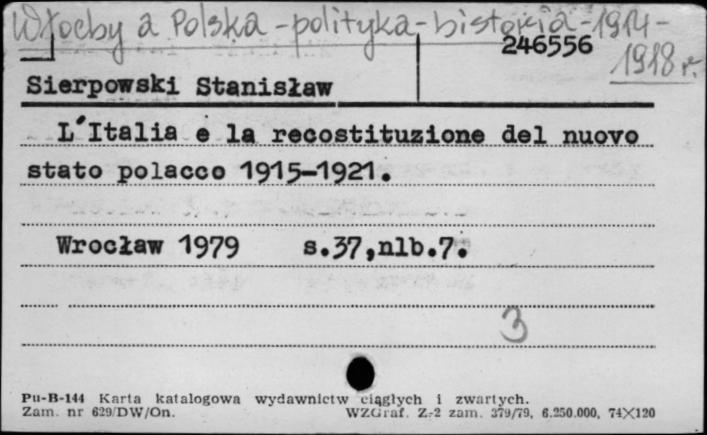 Włochy a Polska - polityka - historia - 1914-
1918 r.
246556
Sierpowski Stanisław
L'Italia e la recostituzione del nuovo
stato polacco 1915-1921.
Wrocław 1979 s.37,nlb.7.
3
Pu-B-144 Karta katalogowa wydawnictw ciągłych i zwartych.
Zam. nr 629/DW/On. WZGraf. Z-2 zam. 379/79, 6.250.000, 74×120